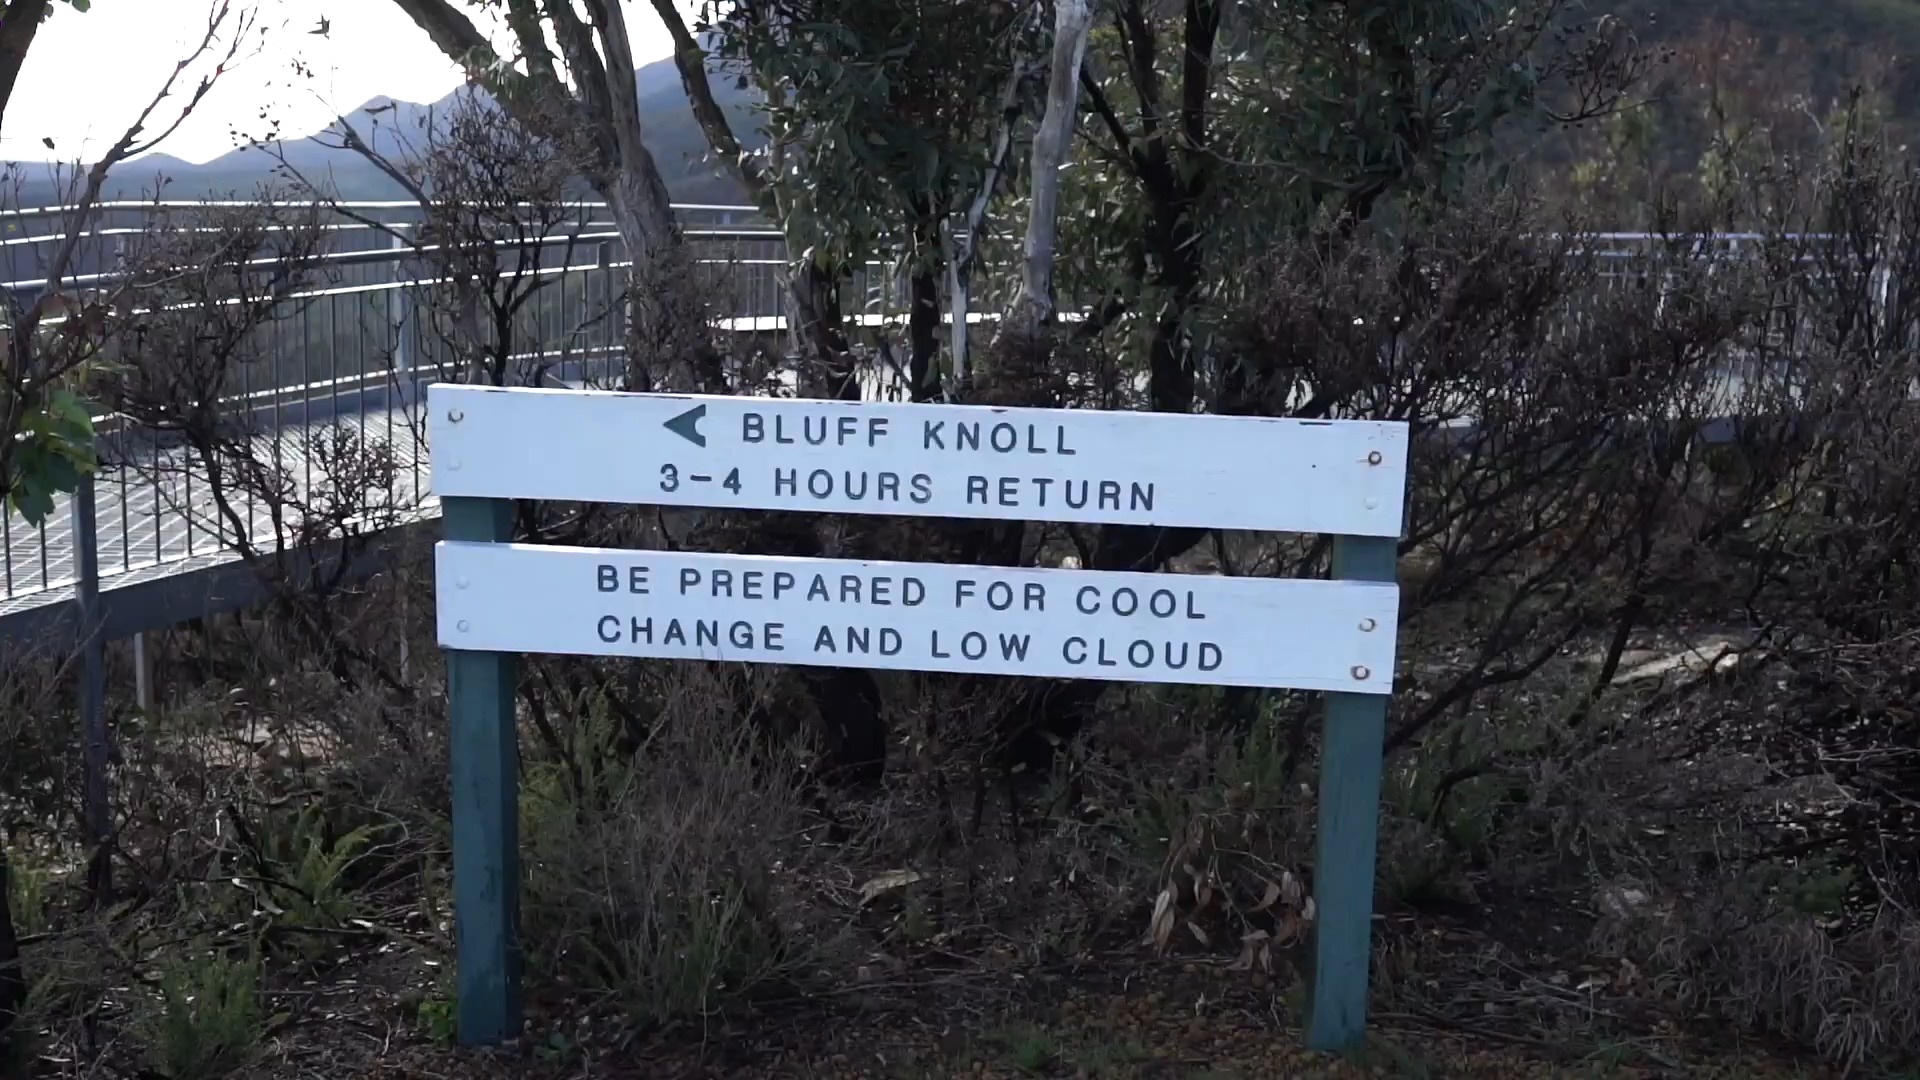 BLUFF KNOLL
3-4 HOURS RETURN
BE PREPARED FOR COOL
CHANGE AND LOW CLOUD